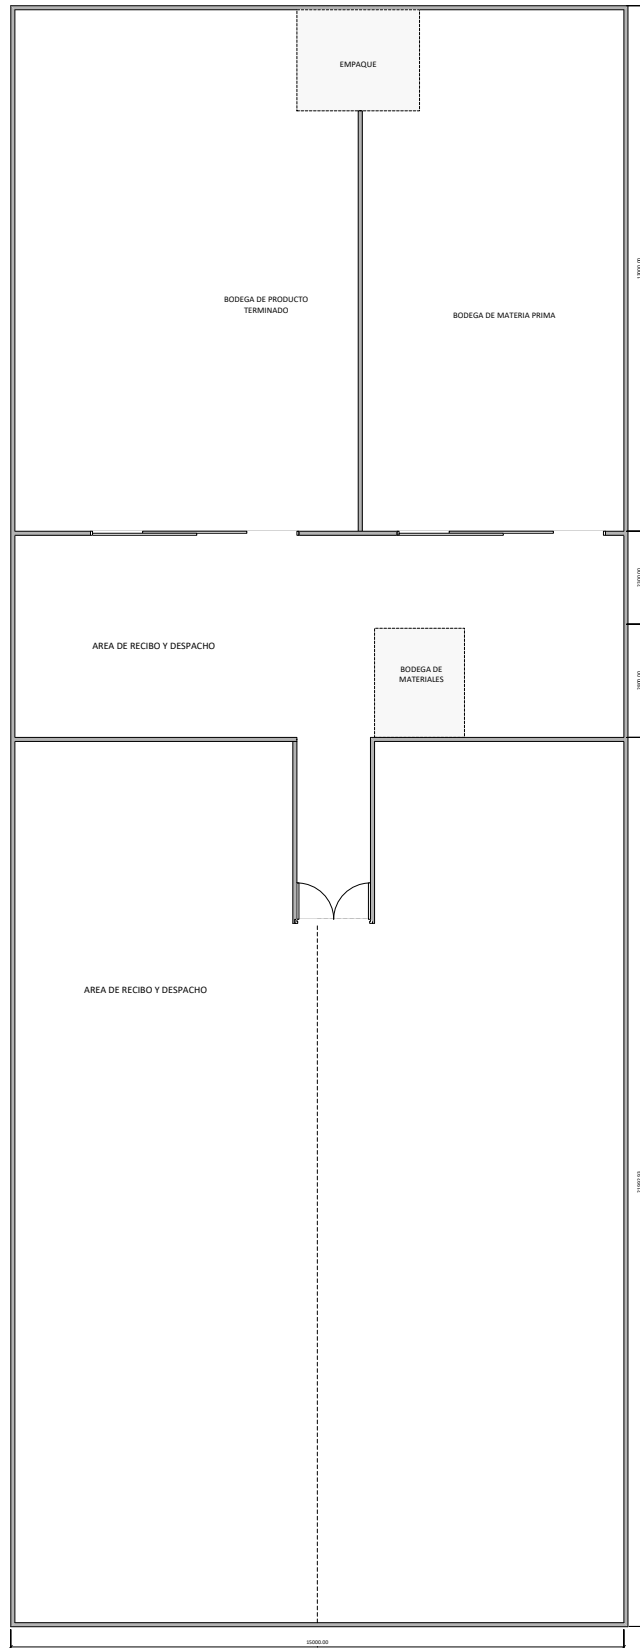 EMPAQUE
BODEGA DE PRODUCTO
TERMINADO
BODEGA DE MATERIA PRIMA
AREA DE RECIBO Y DESPACHO
BODEGA DE
MATERIALES
AREA DE RECIBO Y DESPACHO
15000.00